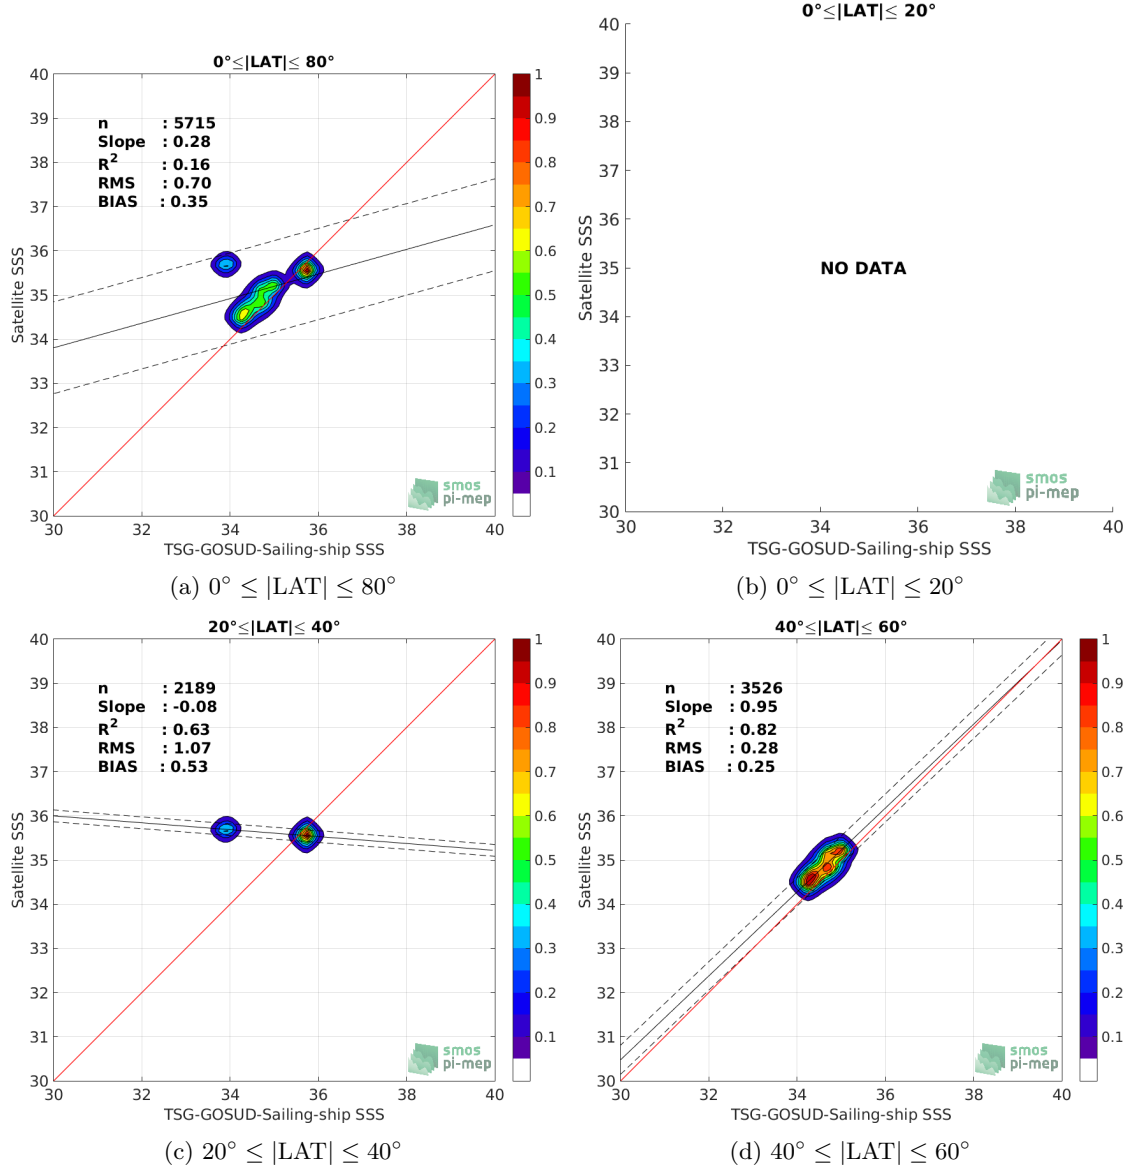 0°≤|LAT|≤ 80°
40
39
38
37
36
35
34
33
32
31
30
n : 5715
Slope : 0.28
R² : 0.16
RMS : 0.70
BIAS : 0.35
Satellite SSS
30 32 34 36 38 40
TSG-GOSUD-Sailing-ship SSS
1
0.9
0.8
0.7
0.6
0.5
0.4
0.3
0.2
0.1
smos
pi-mep
(a) 0° ≤ |LAT| ≤ 80°
0°≤|LAT|≤ 20°
40
39
38
37
36
35
34
33
32
31
30
NO DATA
Satellite SSS
30 32 34 36 38 40
TSG-GOSUD-Sailing-ship SSS
smos
pi-mep
(b) 0° ≤ |LAT| ≤ 20°
20°≤|LAT|≤ 40°
40
39
38
37
36
35
34
33
32
31
30
n : 2189
Slope : -0.08
R² : 0.63
RMS : 1.07
BIAS : 0.53
Satellite SSS
30 32 34 36 38 40
TSG-GOSUD-Sailing-ship SSS
1
0.9
0.8
0.7
0.6
0.5
0.4
0.3
0.2
0.1
smos
pi-mep
(c) 20° ≤ |LAT| ≤ 40°
40°≤|LAT|≤ 60°
40
39
38
37
36
35
34
33
32
31
30
n : 3526
Slope : 0.95
R² : 0.82
RMS : 0.28
BIAS : 0.25
Satellite SSS
30 32 34 36 38 40
TSG-GOSUD-Sailing-ship SSS
1
0.9
0.8
0.7
0.6
0.5
0.4
0.3
0.2
0.1
smos
pi-mep
(d) 40° ≤ |LAT| ≤ 60°